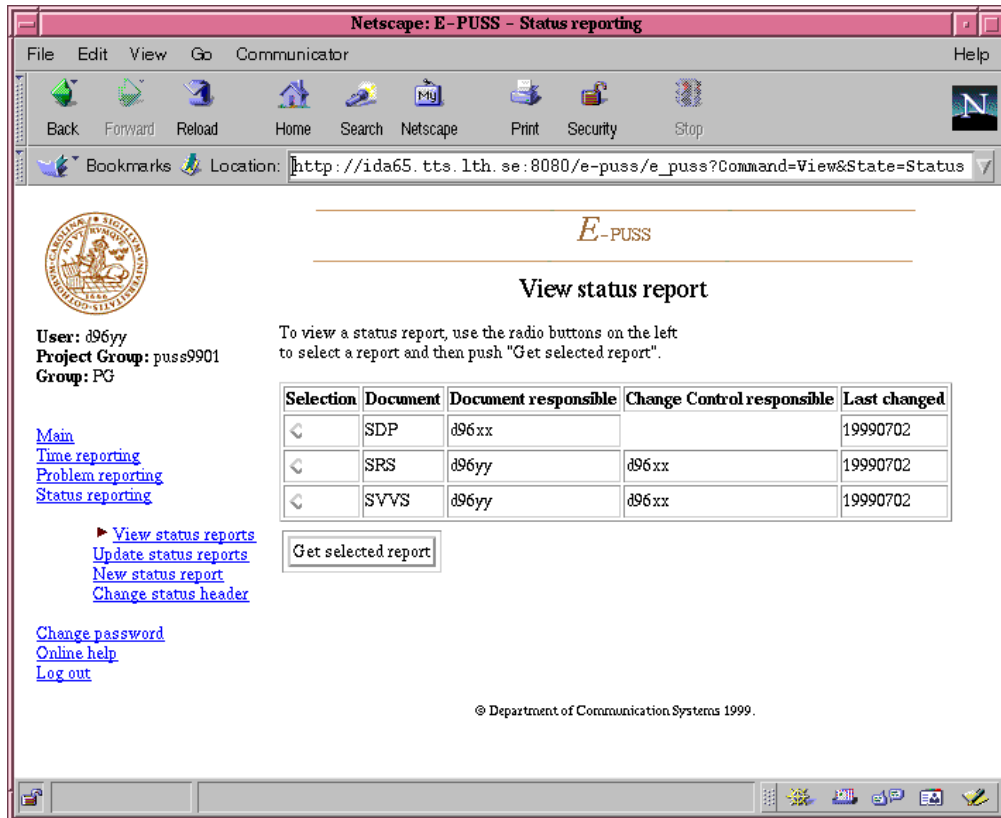 Netscape: E-PUSS - Status reporting
File Edit View Go Communicator Help
Back Forward Reload Home Search Netscape Print Security Stop
My
N
Bookmarks Location: http://ida65.tts.lth.se:8080/e-puss/e_puss?Command=View&State=Status
E-PUSS
View status report
User: d96yy
Project Group: puss9901
Group: PG
To view a status report, use the radio buttons on the left
to select a report and then push "Get selected report".
Selection Document Document responsible Change Control responsible Last changed
SDP d96xx 19990702
SRS d96yy d96xx 19990702
SVVS d96yy d96xx 19990702
Get selected report
Main
Time reporting
Problem reporting
Status reporting
View status reports
Update status reports
New status report
Change status header
Change password
Online help
Log out
© Department of Communication Systems 1999.